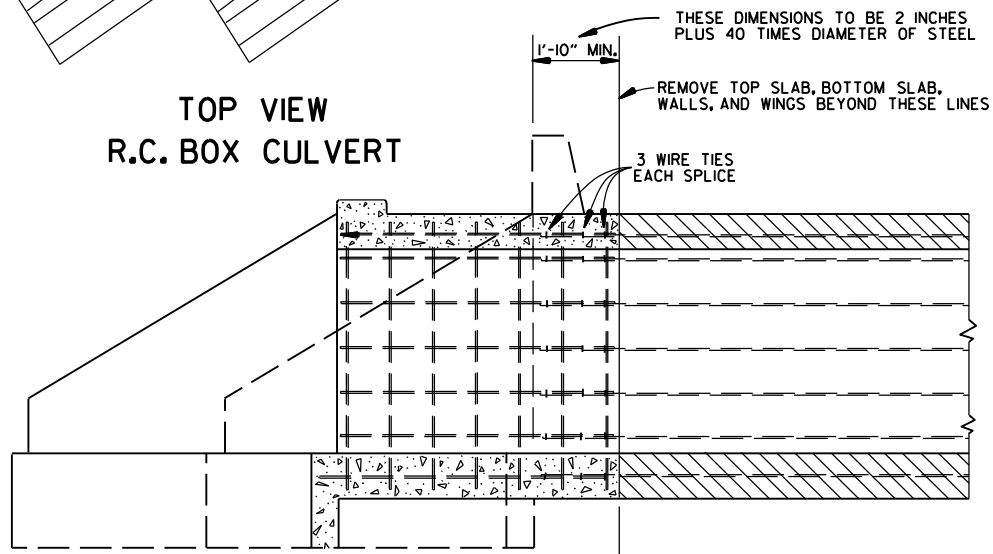 THESE DIMENSIONS TO BE 2 INCHES
PLUS 40 TIMES DIAMETER OF STEEL
1'-10" MIN.
REMOVE TOP SLAB, BOTTOM SLAB,
WALLS, AND WINGS BEYOND THESE LINES
TOP VIEW
R.C. BOX CULVERT
3 WIRE TIES
EACH SPLICE